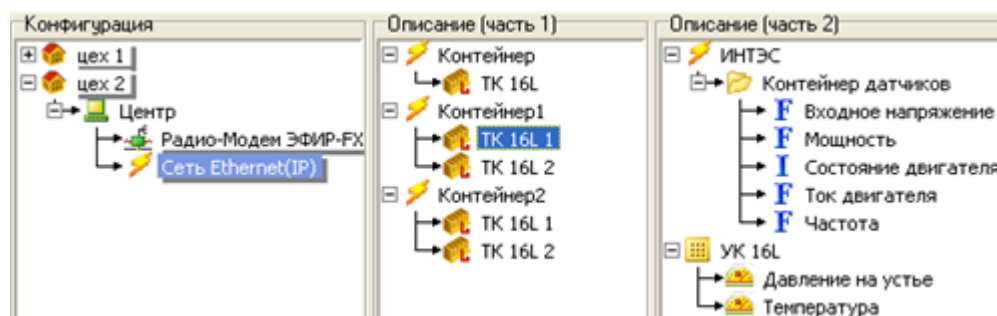 Конфигурация
цех 1
цех 2
Центр
Радио-Модем ЭФИР-FX
Сеть Ethernet(IP)
Описание (часть 1)
Контейнер
ТК 16L
Контейнер1
ТК 16L 1
ТК 16L 2
Контейнер2
ТК 16L 1
ТК 16L 2
Описание (часть 2)
ИНТЭС
Контейнер датчиков
F Входное напряжение
F Мощность
I Состояние двигателя
F Ток двигателя
F Частота
УК 16L
Давление на устье
Температура